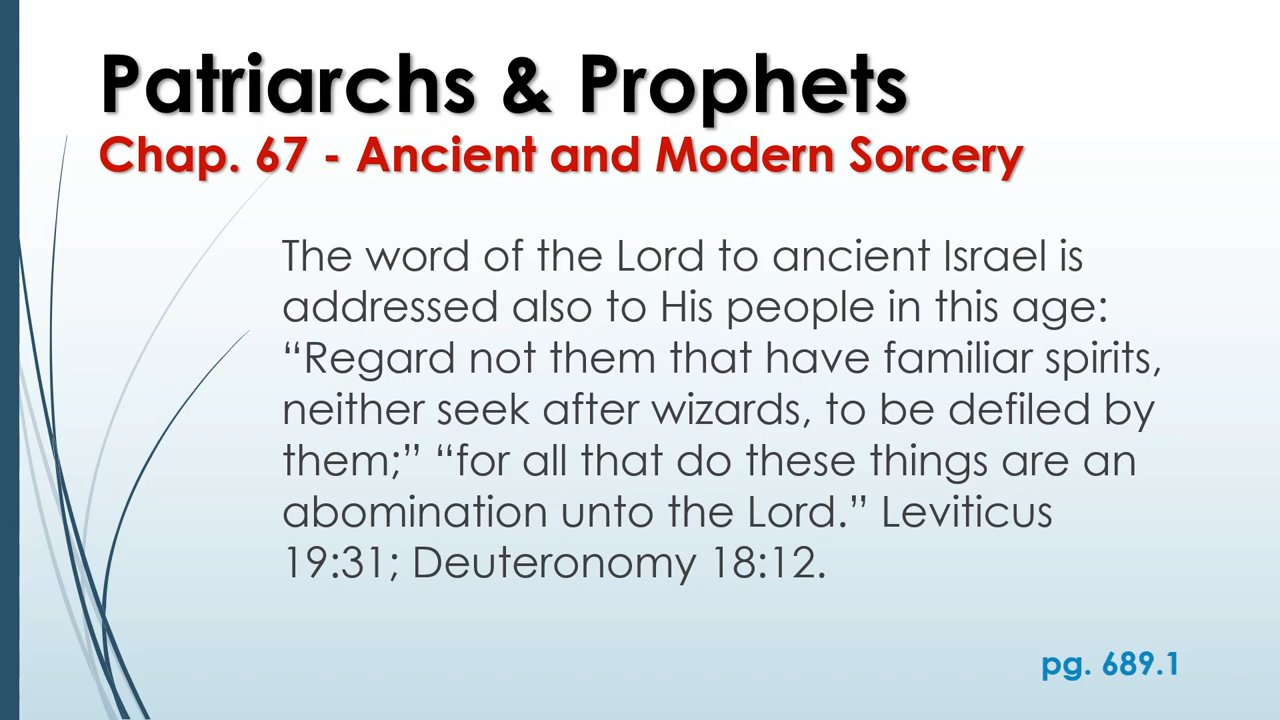 Patriarchs & Prophets
Chap. 67 - Ancient and Modern Sorcery
The word of the Lord to ancient Israel is
addressed also to His people in this age:
“Regard not them that have familiar spirits,
neither seek after wizards, to be defiled by
them;” “for all that do these things are an
abomination unto the Lord.” Leviticus
19:31; Deuteronomy 18:12.
pg. 689.1